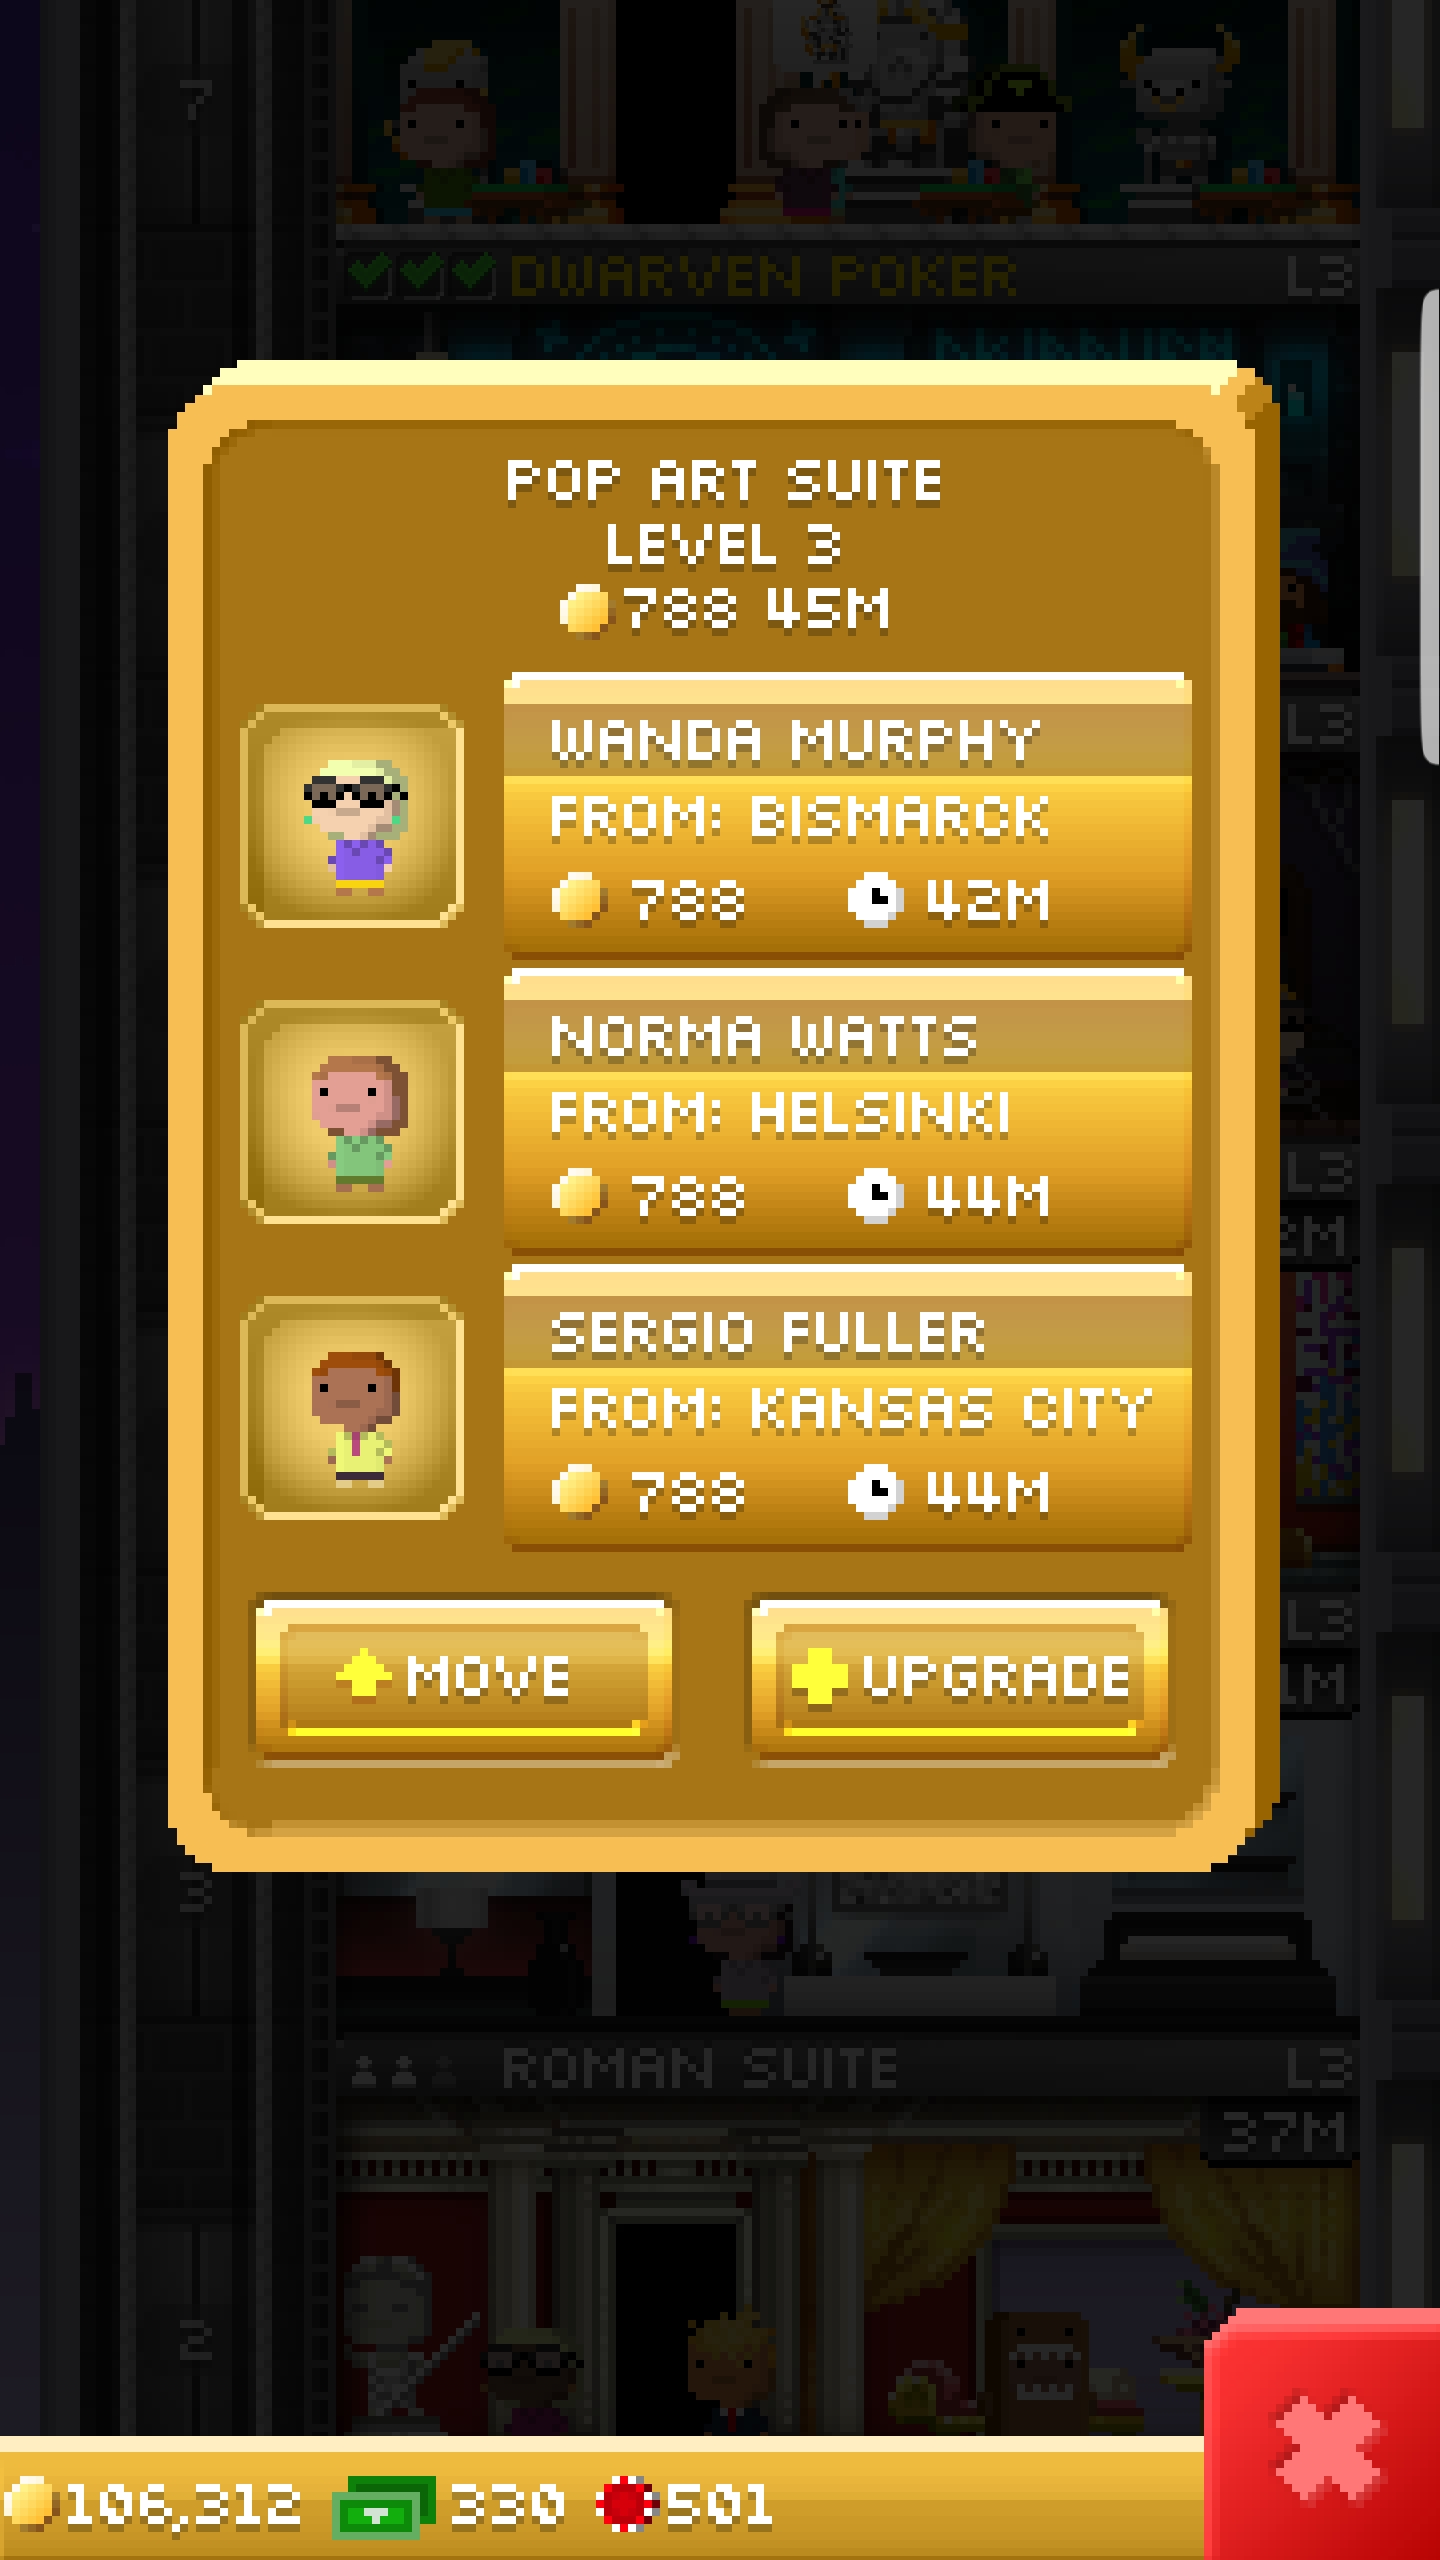 7
DWARVEN POKER L3
POP ART SUITE
LEVEL 3
788 45M
L3
WANDA MURPHY
FROM: BISMARCK
788 42M
NORMA WATTS
FROM: HELSINKI
788 44M
L3
SERGIO FULLER
FROM: KANSAS CITY
788 44M
L3
MOVE
UPGRADE
3
ROMAN SUITE L3
37M
2
106,312 330 501